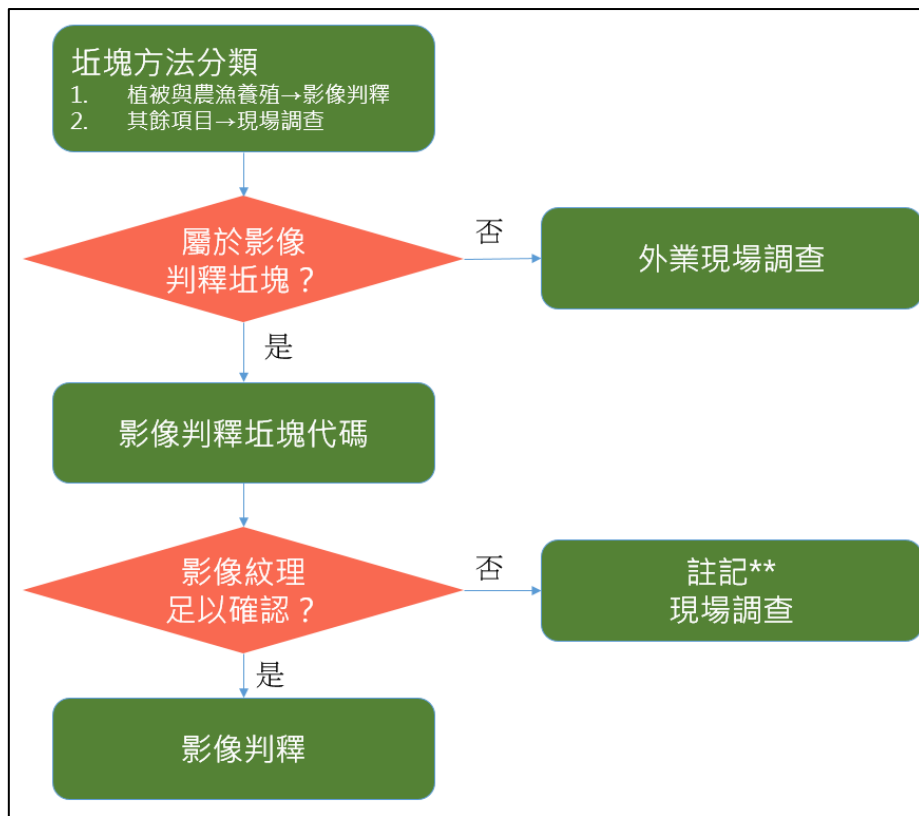 坵塊方法分類
1. 植被與農漁養殖→影像判釋
2. 其餘項目→現場調查
屬於影像
判釋坵塊？
否
外業現場調查
是
影像判釋坵塊代碼
影像紋理
足以確認？
否
註記**
現場調查
是
影像判釋